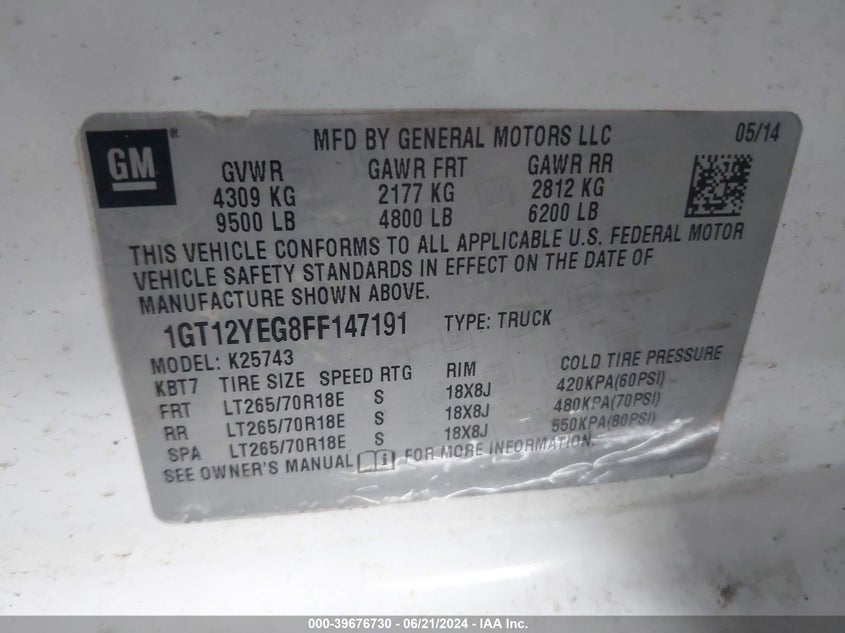 GM® MFD BY GENERAL MOTORS LLC 05/14
GVWR GAWR FRT GAWR RR
4309 KG 2177 KG 2812 KG
9500 LB 4800 LB 6200 LB
THIS VEHICLE CONFORMS TO ALL APPLICABLE U.S. FEDERAL MOTOR
VEHICLE SAFETY STANDARDS IN EFFECT ON THE DATE OF
MANUFACTURE SHOWN ABOVE.
1GT12YEG8FF147191 TYPE: TRUCK
MODEL: K25743
KBT7 TIRE SIZE SPEED RTG RIM COLD TIRE PRESSURE
FRT LT265/70R18E S 18X8J 420KPA(60PSI)
RR LT265/70R18E S 18X8J 480KPA(70PSI)
SPA LT265/70R18E S 18X8J 550KPA(80PSI)
SEE OWNER'S MANUAL FOR MORE INFORMATION.
000-39676730 - 06/21/2024 - IAA Inc.